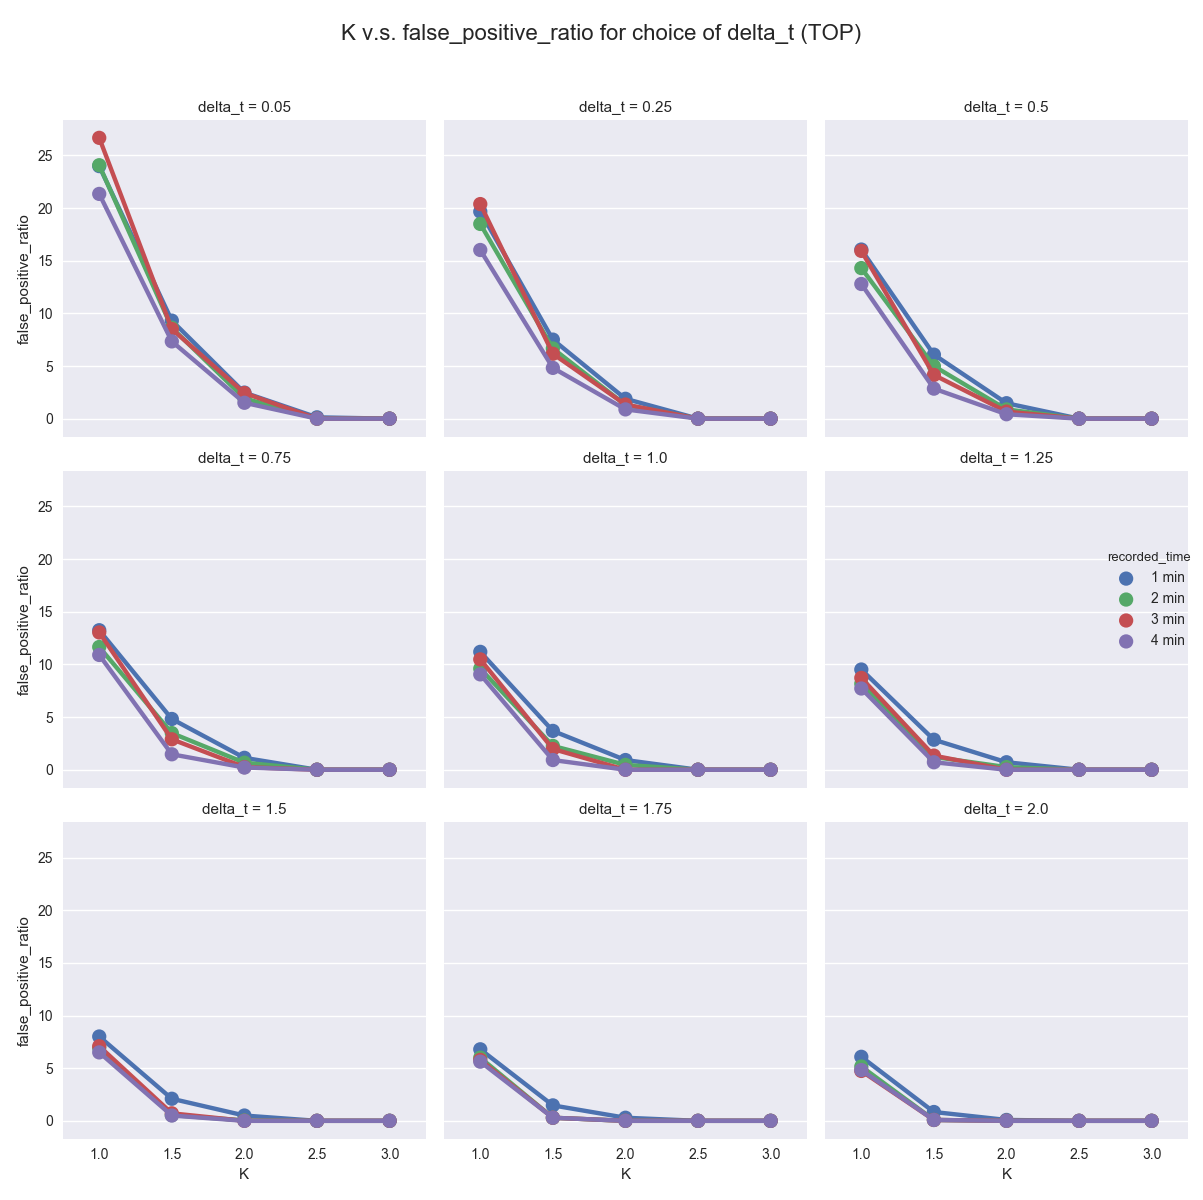 K v.s. false_positive_ratio for choice of delta_t (TOP)
delta_t = 0.05
delta_t = 0.25
delta_t = 0.5
25
20
15
10
5
0
false_positive_ratio
delta_t = 0.75
delta_t = 1.0
delta_t = 1.25
25
20
15
10
5
0
false_positive_ratio
recorded_time
1 min
2 min
3 min
4 min
delta_t = 1.5
delta_t = 1.75
delta_t = 2.0
25
20
15
10
5
0
false_positive_ratio
1.0 1.5 2.0 2.5 3.0
K
1.0 1.5 2.0 2.5 3.0
K
1.0 1.5 2.0 2.5 3.0
K